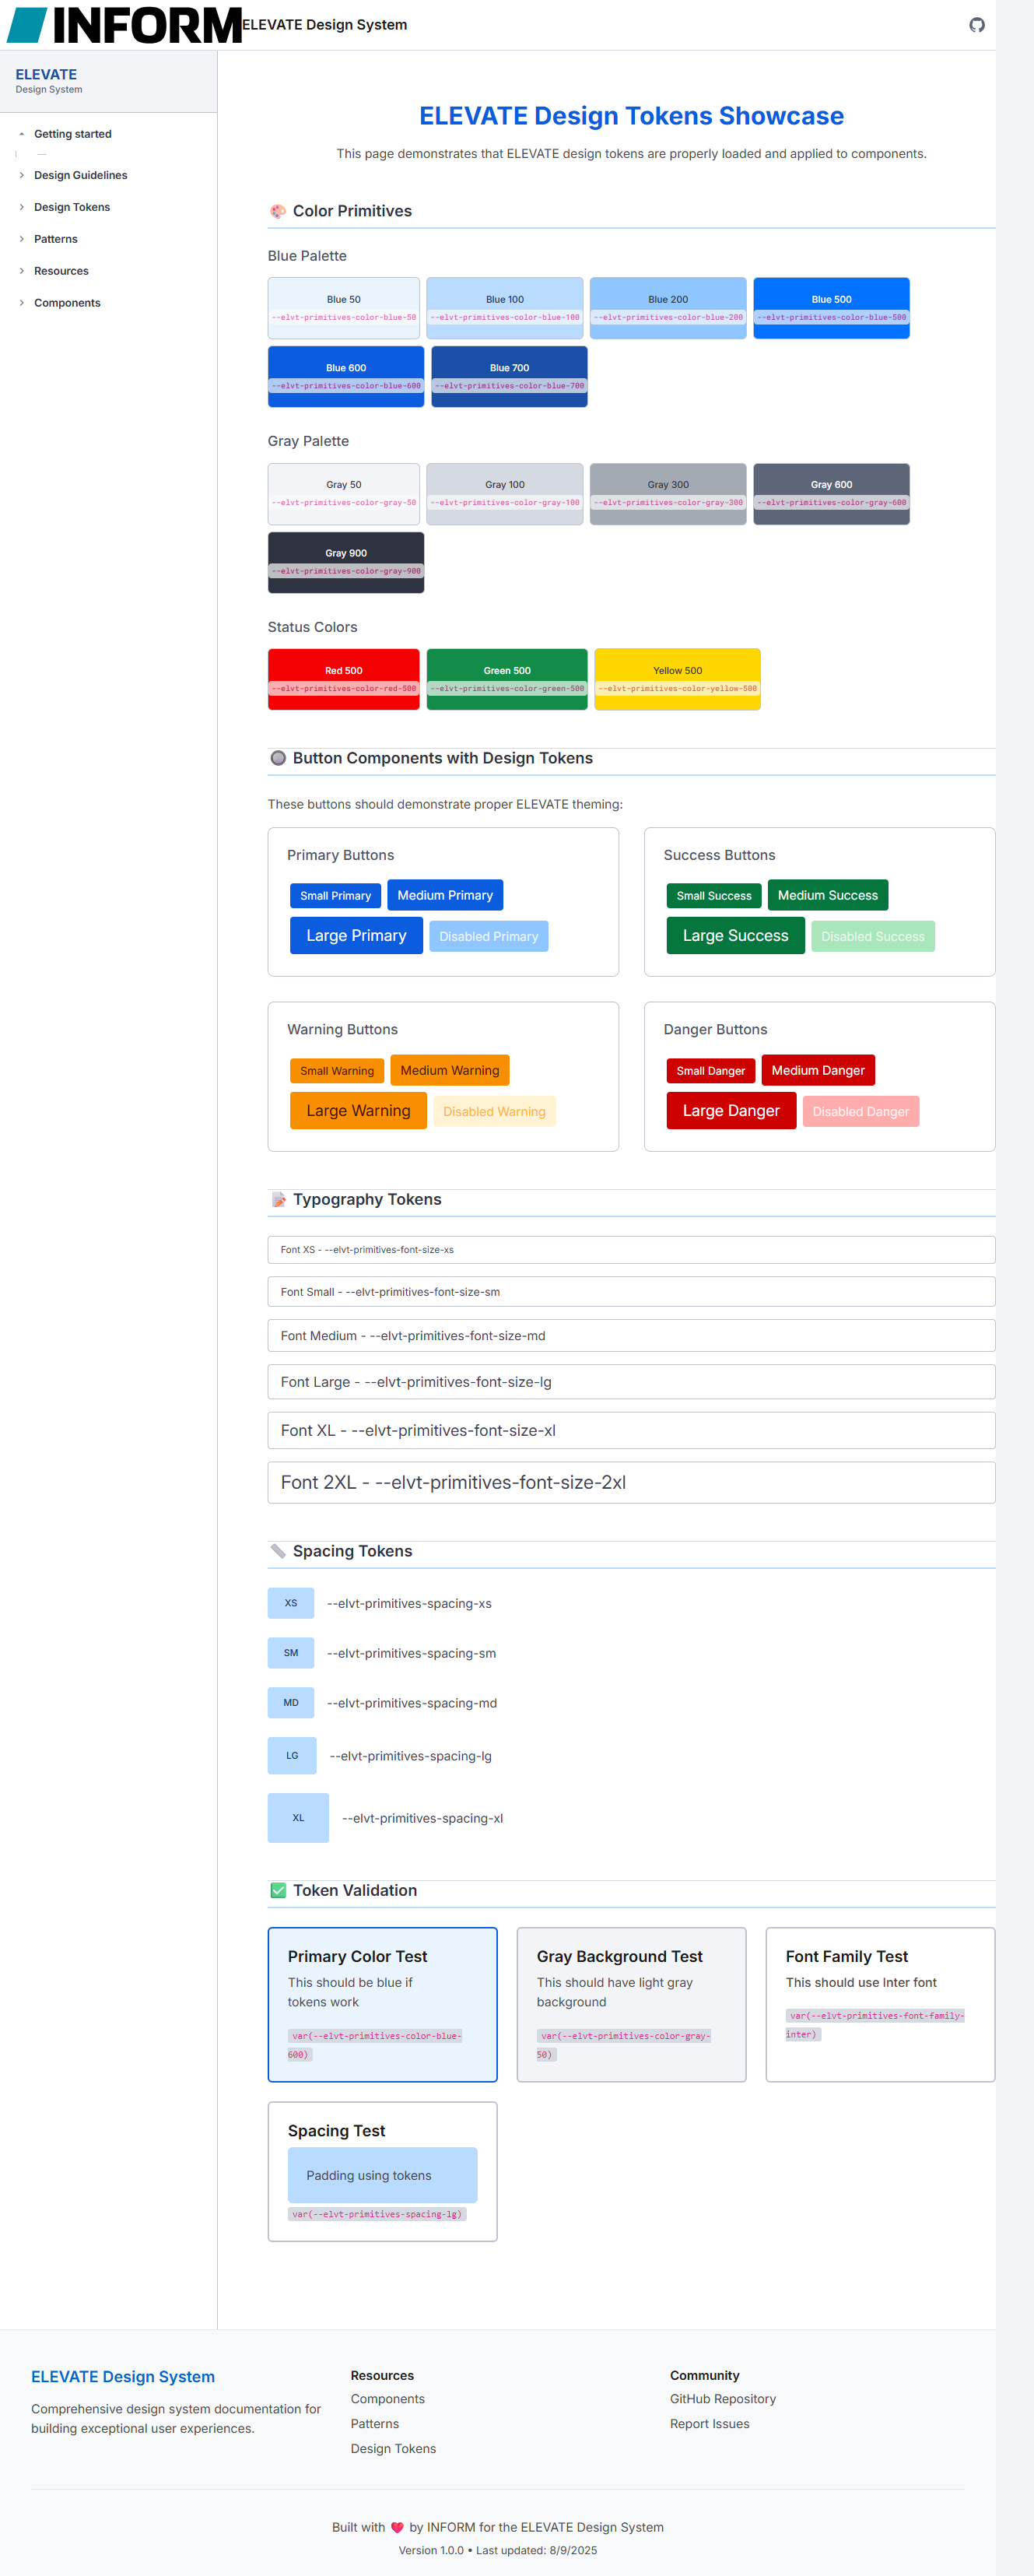 INFORM
ELEVATE Design System
ELEVATE
Design System
Getting started
Design Guidelines
Design Tokens
Patterns
Resources
Components
ELEVATE Design Tokens Showcase
This page demonstrates that ELEVATE design tokens are properly loaded and applied to components.
🎨 Color Primitives
Blue Palette
Blue 50
--elvt-primitives-color-blue-50
Blue 100
--elvt-primitives-color-blue-100
Blue 200
--elvt-primitives-color-blue-200
Blue 500
--elvt-primitives-color-blue-500
Blue 600
--elvt-primitives-color-blue-600
Blue 700
--elvt-primitives-color-blue-700
Gray Palette
Gray 50
--elvt-primitives-color-gray-50
Gray 100
--elvt-primitives-color-gray-100
Gray 300
--elvt-primitives-color-gray-300
Gray 600
--elvt-primitives-color-gray-600
Gray 900
--elvt-primitives-color-gray-900
Status Colors
Red 500
--elvt-primitives-color-red-500
Green 500
--elvt-primitives-color-green-500
Yellow 500
--elvt-primitives-color-yellow-500
🔘 Button Components with Design Tokens
These buttons should demonstrate proper ELEVATE theming:
Primary Buttons
Small Primary
Medium Primary
Large Primary
Disabled Primary
Success Buttons
Small Success
Medium Success
Large Success
Disabled Success
Warning Buttons
Small Warning
Medium Warning
Large Warning
Disabled Warning
Danger Buttons
Small Danger
Medium Danger
Large Danger
Disabled Danger
📝 Typography Tokens
Font XS - --elvt-primitives-font-size-xs
Font Small - --elvt-primitives-font-size-sm
Font Medium - --elvt-primitives-font-size-md
Font Large - --elvt-primitives-font-size-lg
Font XL - --elvt-primitives-font-size-xl
Font 2XL - --elvt-primitives-font-size-2xl
📏 Spacing Tokens
XS
--elvt-primitives-spacing-xs
SM
--elvt-primitives-spacing-sm
MD
--elvt-primitives-spacing-md
LG
--elvt-primitives-spacing-lg
XL
--elvt-primitives-spacing-xl
✅ Token Validation
Primary Color Test
This should be blue if
tokens work
var(--elvt-primitives-color-blue-
600)
Gray Background Test
This should have light gray
background
var(--elvt-primitives-color-gray-
50)
Font Family Test
This should use Inter font
var(--elvt-primitives-font-family-
inter)
Spacing Test
Padding using tokens
var(--elvt-primitives-spacing-lg)
ELEVATE Design System
Comprehensive design system documentation for
building exceptional user experiences.
Resources
Components
Patterns
Design Tokens
Community
GitHub Repository
Report Issues
Built with ❤️ by INFORM for the ELEVATE Design System
Version 1.0.0 • Last updated: 8/9/2025